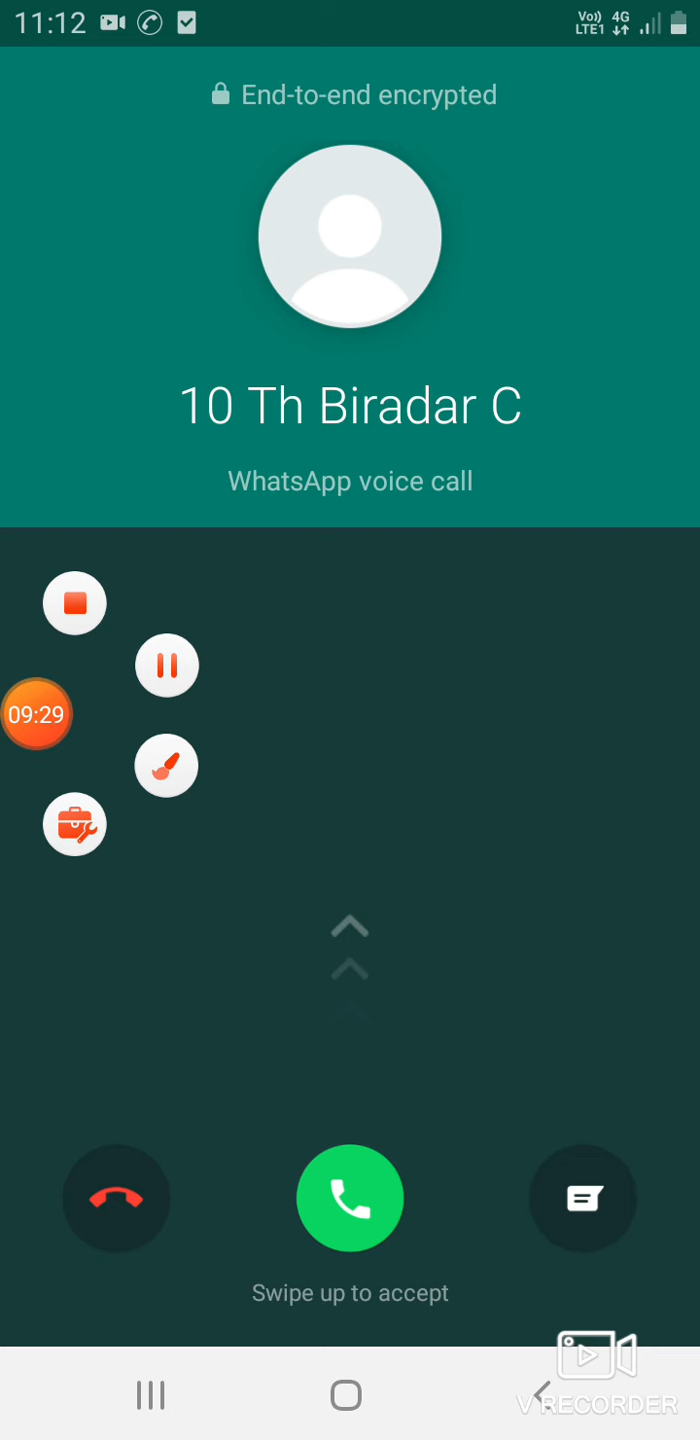 11:12
Vo)) 4G
LTE1
End-to-end encrypted
10 Th Biradar C
WhatsApp voice call
09:29
Swipe up to accept
V RECORDER